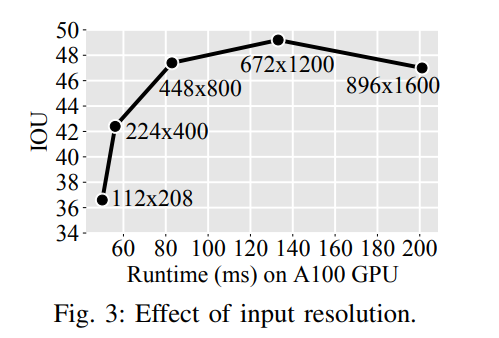 50
48
46
44
42
40
38
36
34
IOU
672x1200
896x1600
448x800
224x400
112x208
60 80 100 120 140 160 180 200
Runtime (ms) on A100 GPU
Fig. 3: Effect of input resolution.